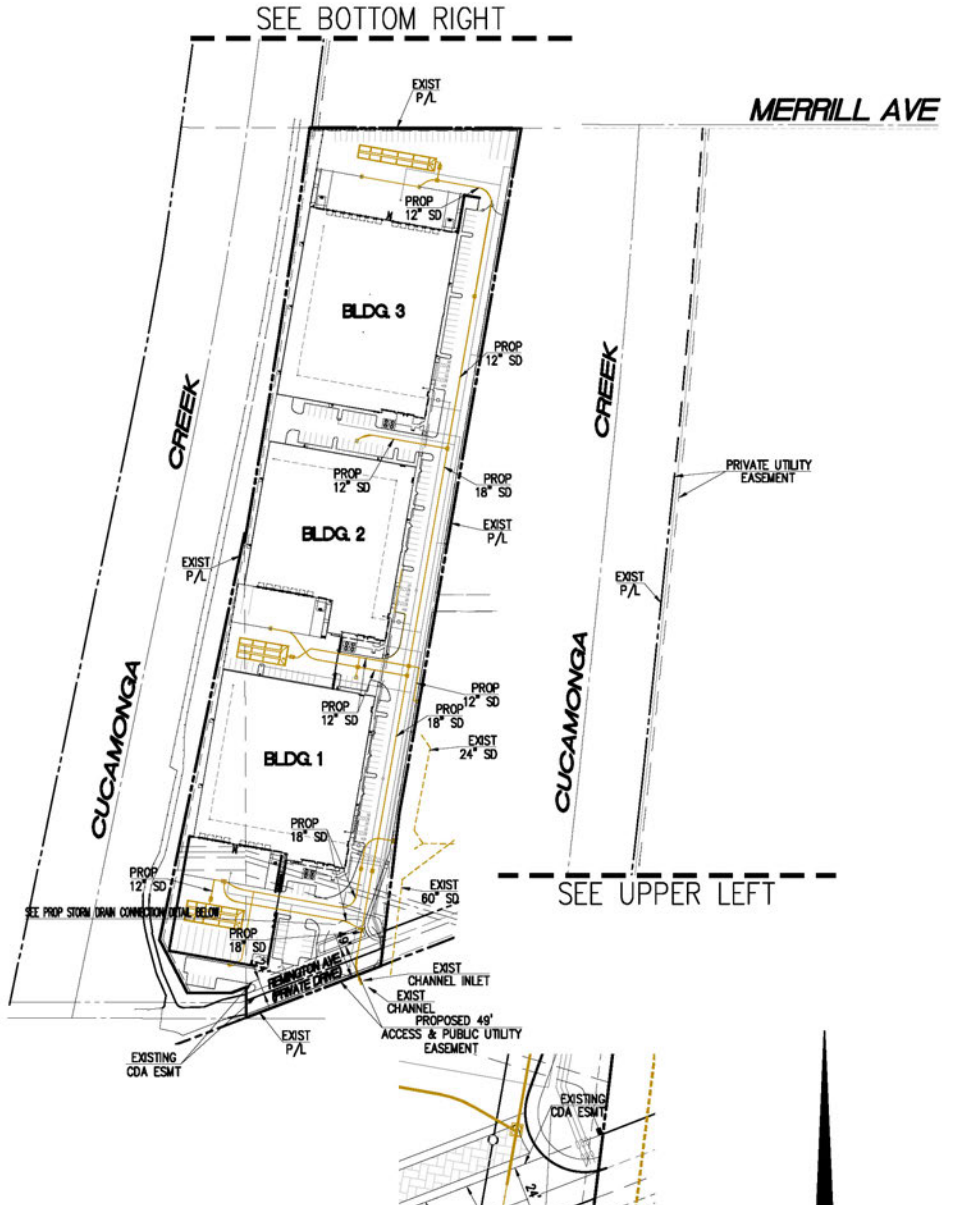 SEE BOTTOM RIGHT
EXIST
P/L
MERRILL AVE
PROP
12" SD
BLDG. 3
PROP
12" SD
CREEK
CREEK
PROP
12" SD
PROP
18" SD
PRIVATE UTILITY
EASEMENT
BLDG. 2
EXIST
P/L
EXIST
P/L
EXIST
P/L
CUCAMONGA
CUCAMONGA
PROP
12" SD
PROP
12" SD
PROP
18" SD
EXIST
24" SD
BLDG. 1
PROP
18" SD
PROP
12" SD
EXIST
60" SD
SEE UPPER LEFT
SEE PROP STORM DRAIN CONNECTION DETAIL BELOW
PROP
18" SD
REMINGTON AVE
(PRIVATE DRIVE)
EXIST
CHANNEL INLET
EXIST
CHANNEL
PROPOSED 49'
ACCESS & PUBLIC UTILITY
EASEMENT
EXIST
P/L
EXISTING
CDA ESMT
EXISTING
CDA ESMT
24'